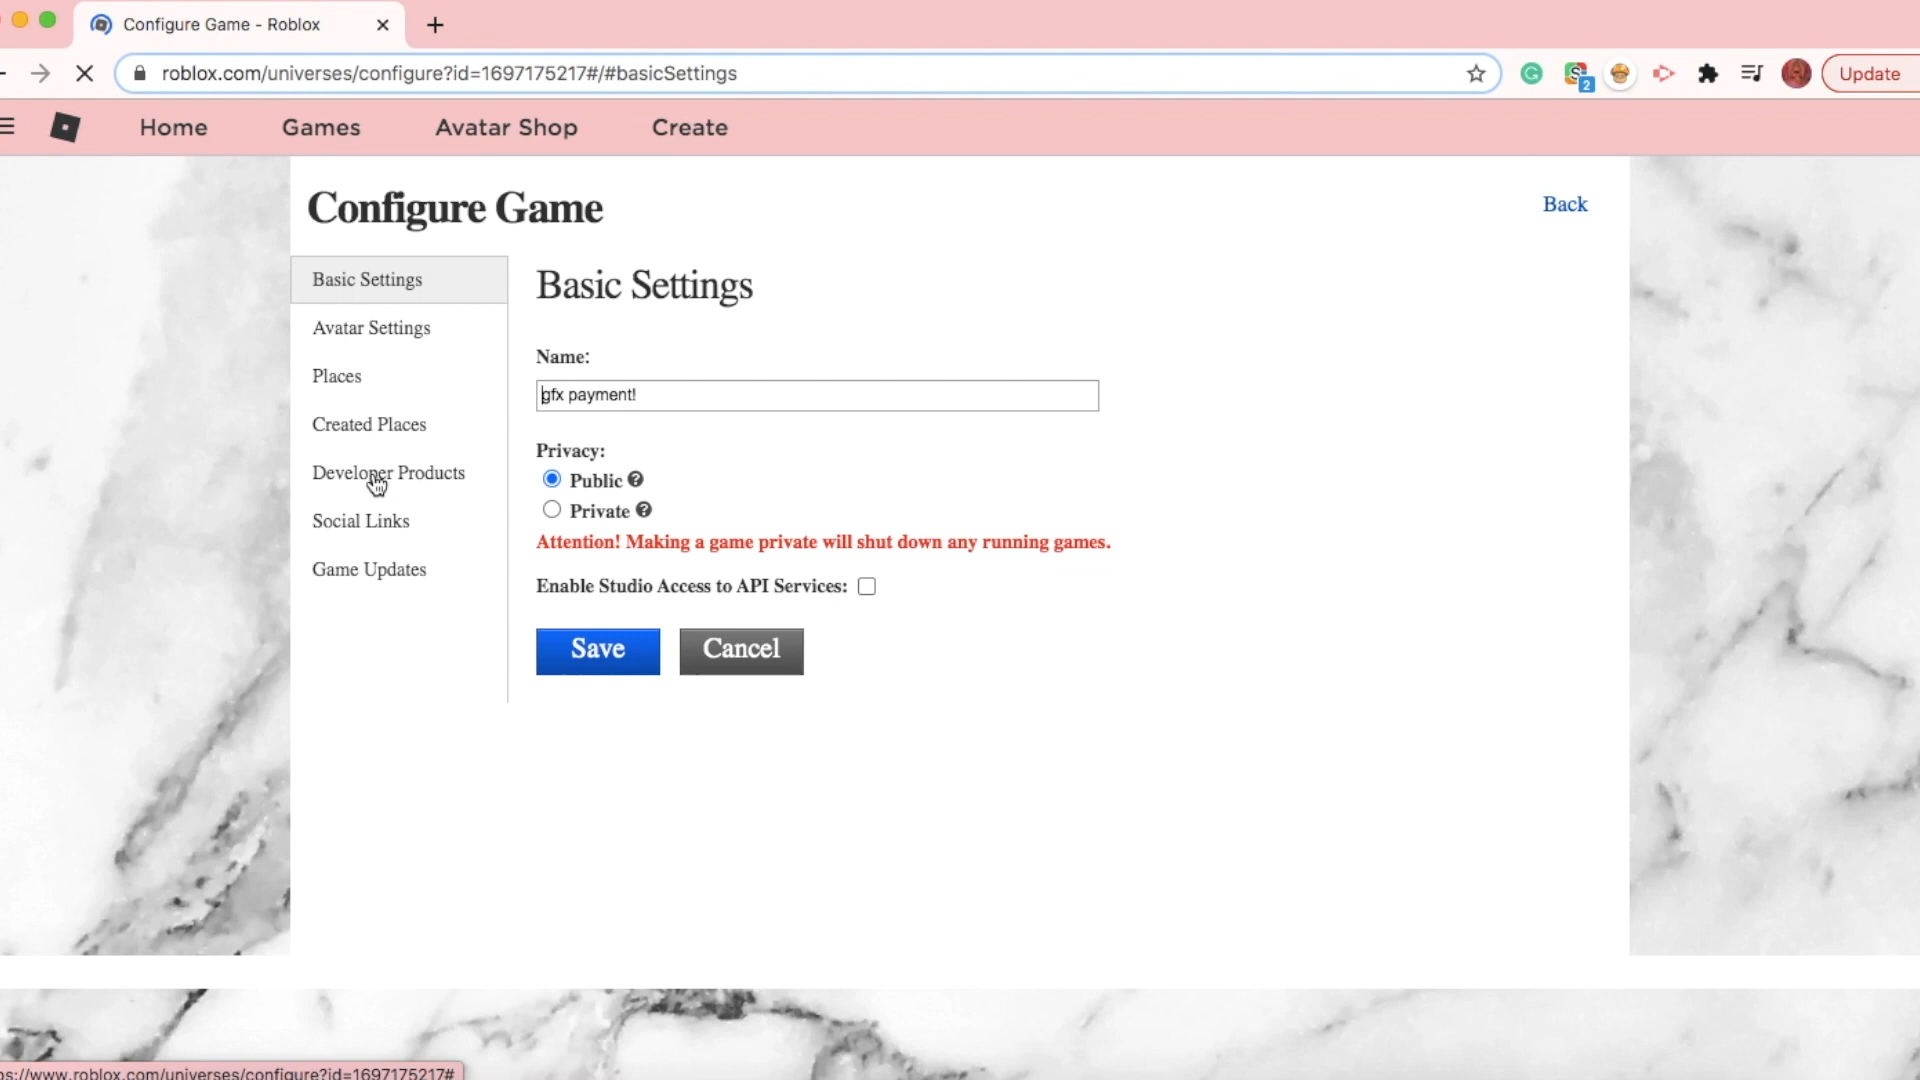 Configure Game - Roblox
roblox.com/universes/configure?id=1697175217#/#basicSettings
2
Update
Home
Games
Avatar Shop
Create
Configure Game
Back
Basic Settings
Avatar Settings
Places
Created Places
Developer Products
Social Links
Game Updates
Basic Settings
Name:
gfx payment!
Privacy:
Public
Private
Attention! Making a game private will shut down any running games.
Enable Studio Access to API Services:
Save
Cancel
ps://www.roblox.com/universes/configure?id=1697175217#